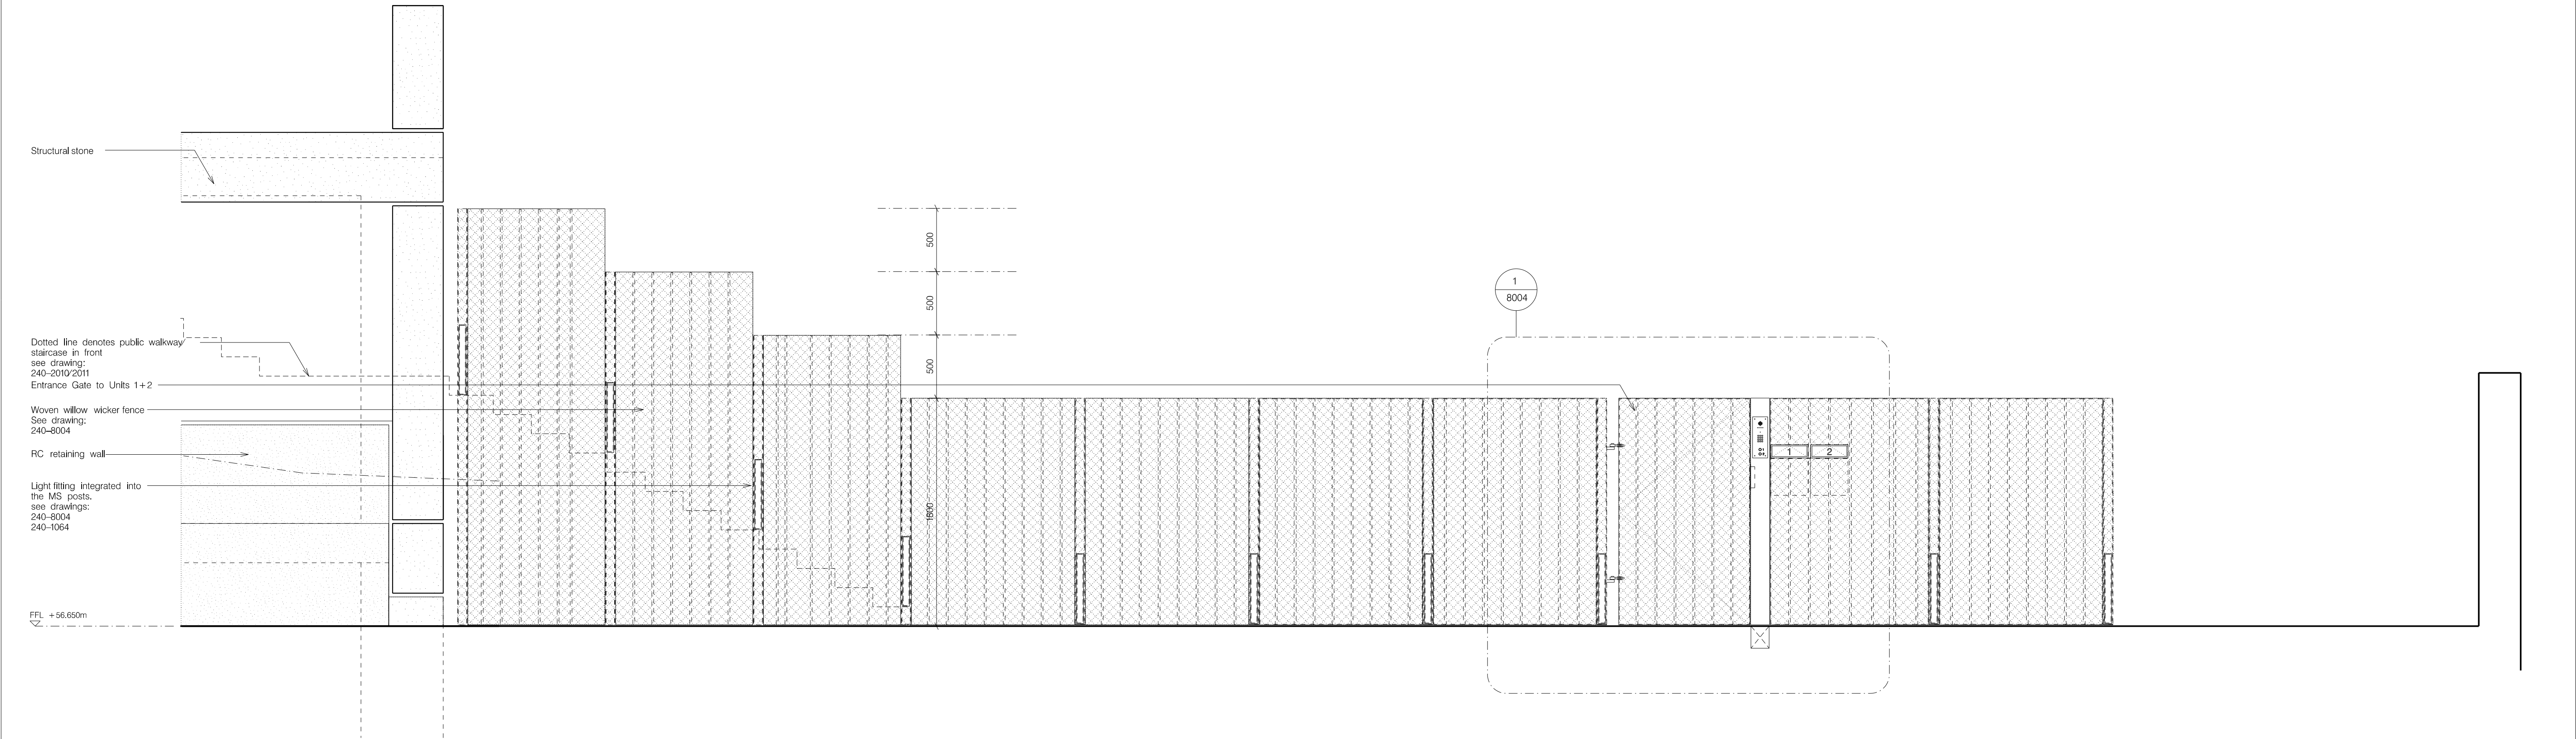 Structural stone
Dotted line denotes public walkway
staircase in front
see drawing:
240-2010/2011
Entrance Gate to Units 1+2
Woven willow wicker fence
See drawing:
240-8004
RC retaining wall
Light fitting integrated into
the MS posts.
see drawings:
240-8004
240-1064
FFL +56.650m
500
500
500
1800
1
8004
1
2